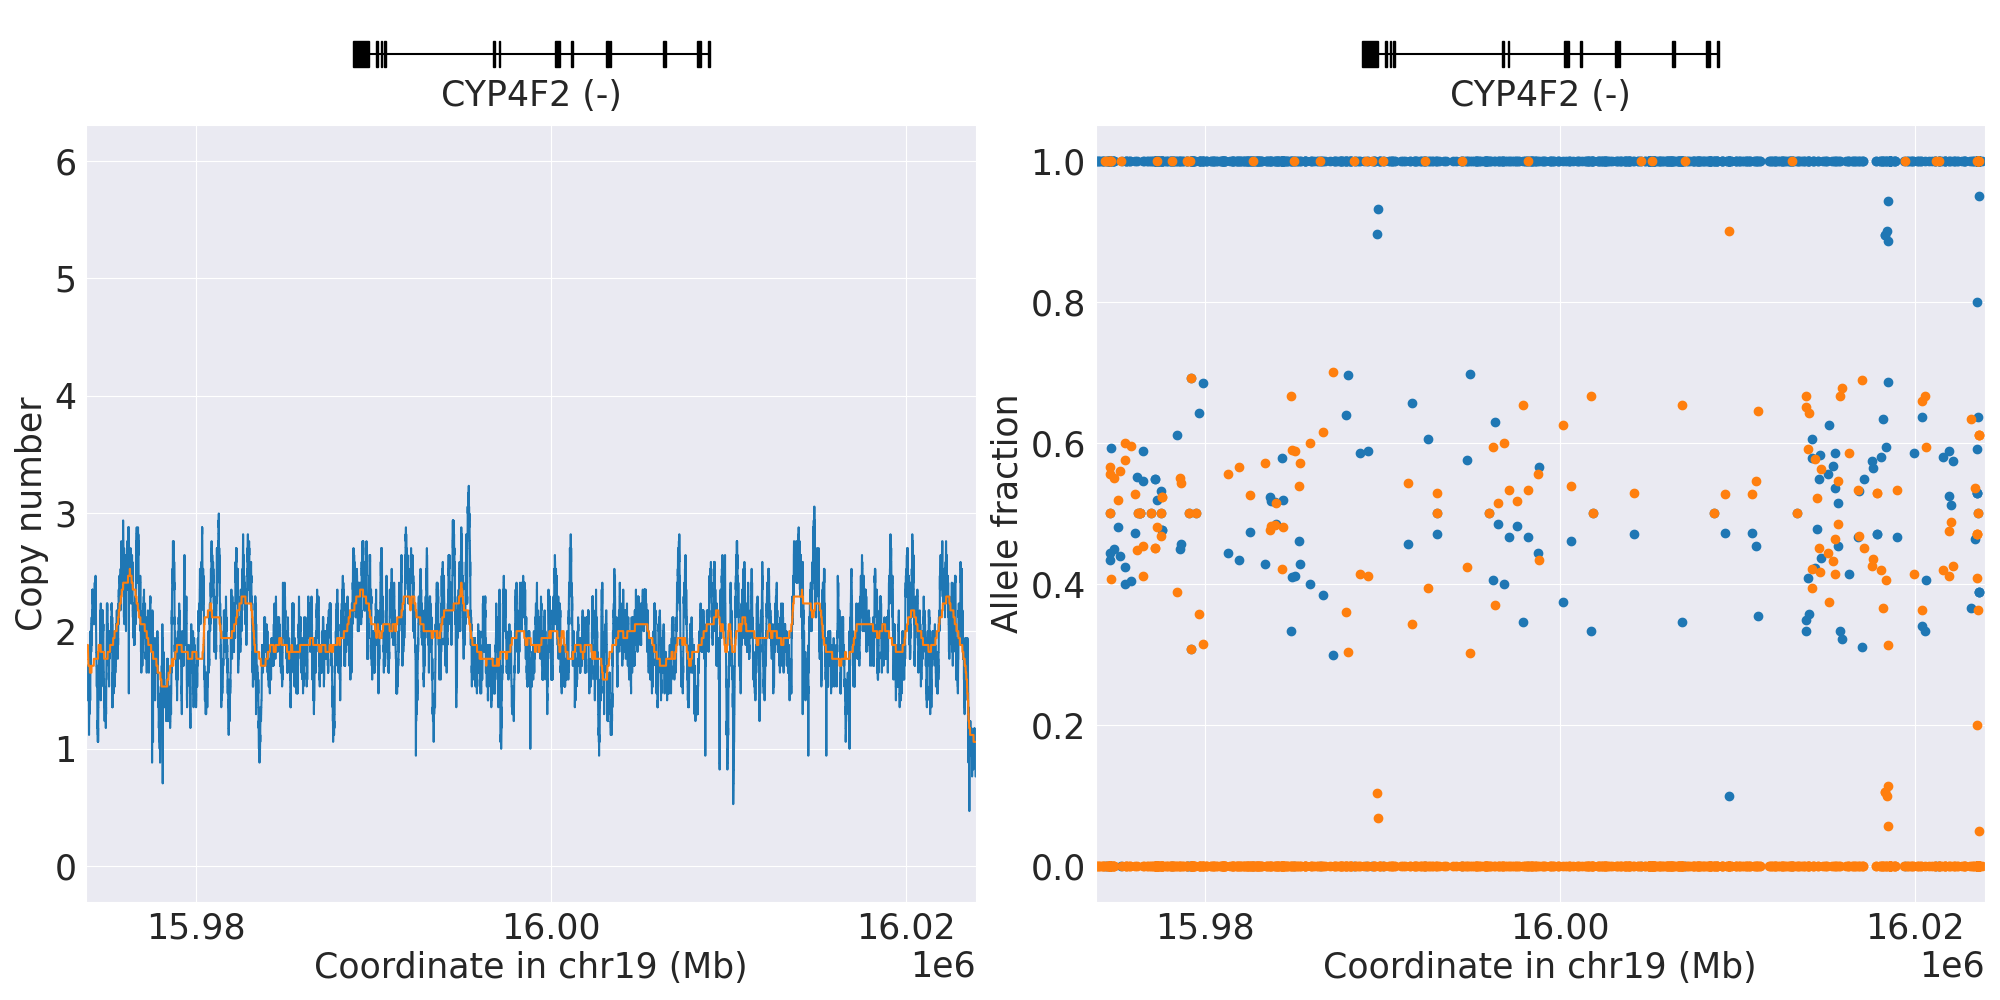 CYP4F2 (-)
Copy number
6
5
4
3
2
1
0
15.98
16.00
16.02
Coordinate in chr19 (Mb)
1e6
CYP4F2 (-)
Allele fraction
1.0
0.8
0.6
0.4
0.2
0.0
15.98
16.00
16.02
Coordinate in chr19 (Mb)
1e6